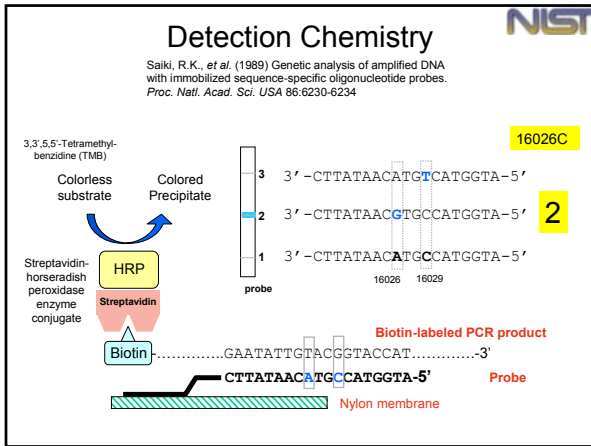 Detection Chemistry
NIST
Saiki, R.K., et al. (1989) Genetic analysis of amplified DNA
with immobilized sequence-specific oligonucleotide probes.
Proc. Natl. Acad. Sci. USA 86:6230-6234
3,3',5,5'-Tetramethyl-
benzidine (TMB)
Colorless
substrate
Colored
Precipitate
16026C
3 3'-CTTATAACATGTCATGGTA-5'
2 3'-CTTATAACGTGCCATGGTA-5'
2
1 3'-CTTATAACATGCCATGGTA-5'
probe
16026
16029
Streptavidin-
horseradish
peroxidase
enzyme
conjugate
HRP
Streptavidin
Biotin
Biotin-labeled PCR product
-.............GAATATTGTACGGTACCAT.............-3'
CTTATAACATGCCATGGTA-5'
Probe
Nylon membrane